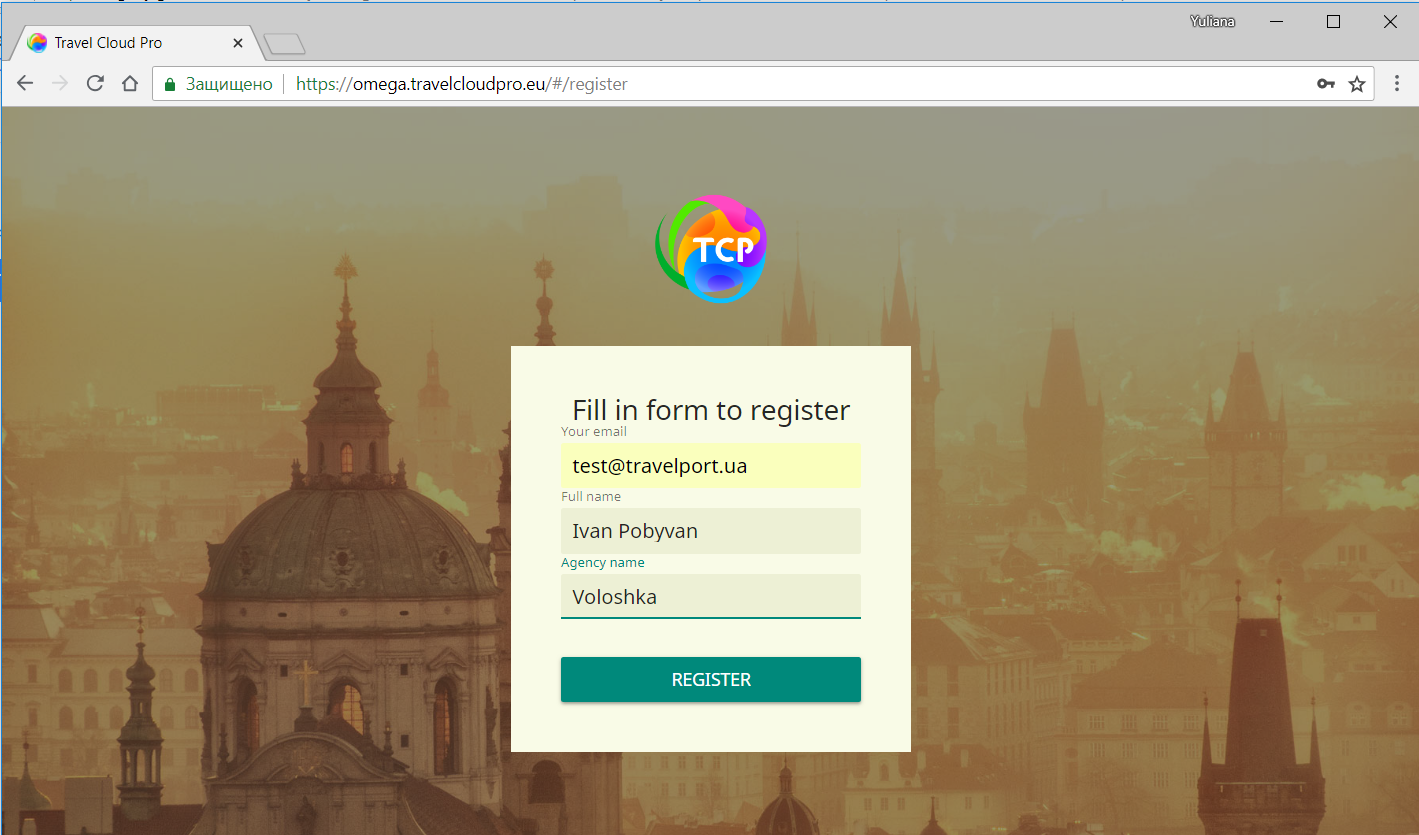 Yuliana
Travel Cloud Pro
Защищено https://omega.travelcloudpro.eu/#/register
TCP
Fill in form to register
Your email
test@travelport.ua
Full name
Ivan Pobyvan
Agency name
Voloshka
REGISTER